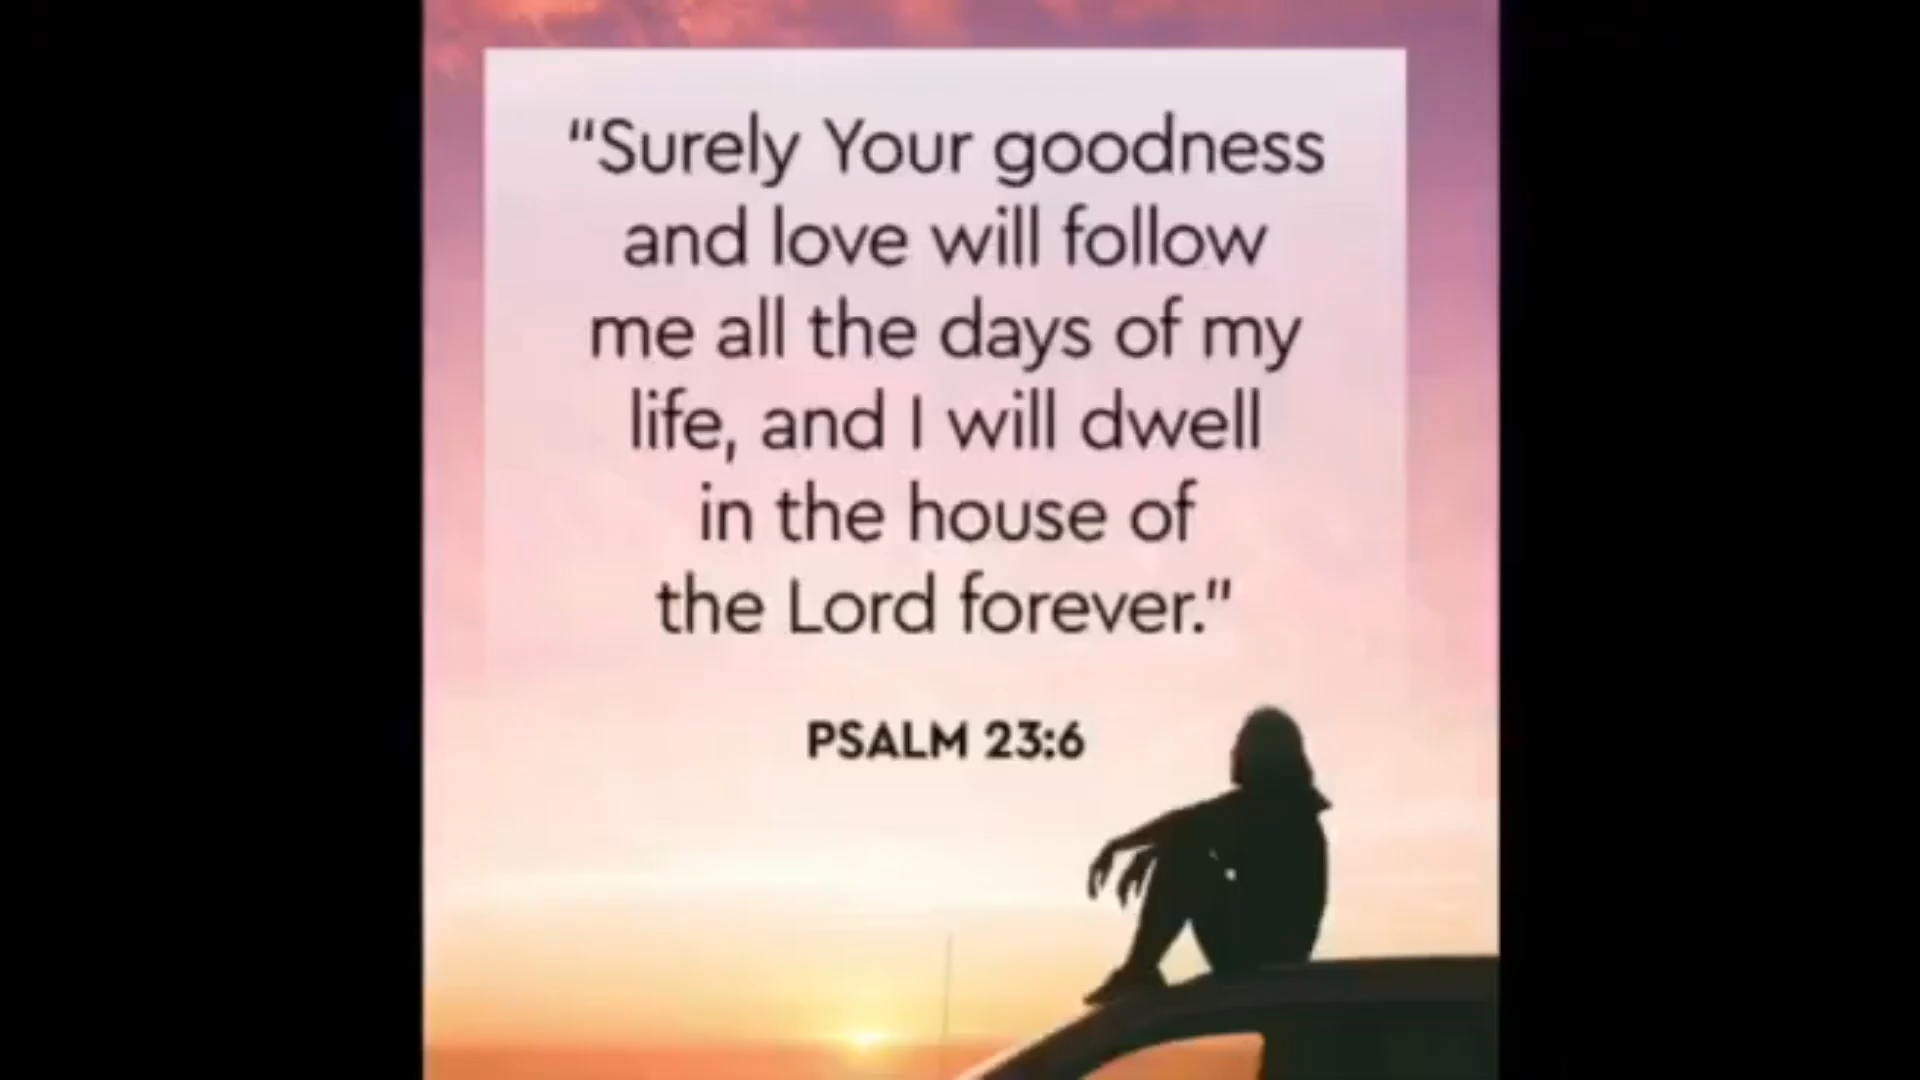 “Surely Your goodness
and love will follow
me all the days of my
life, and I will dwell
in the house of
the Lord forever.”
PSALM 23:6